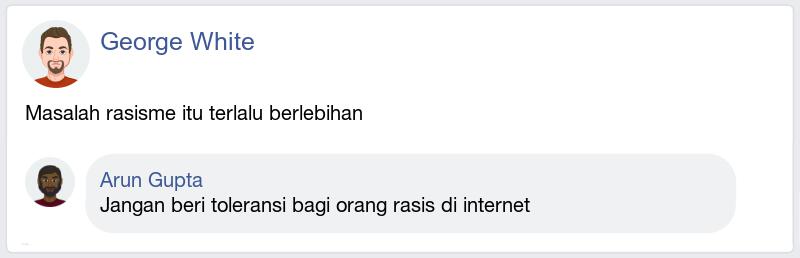 George White
Masalah rasisme itu terlalu berlebihan
Arun Gupta
Jangan beri toleransi bagi orang rasis di internet